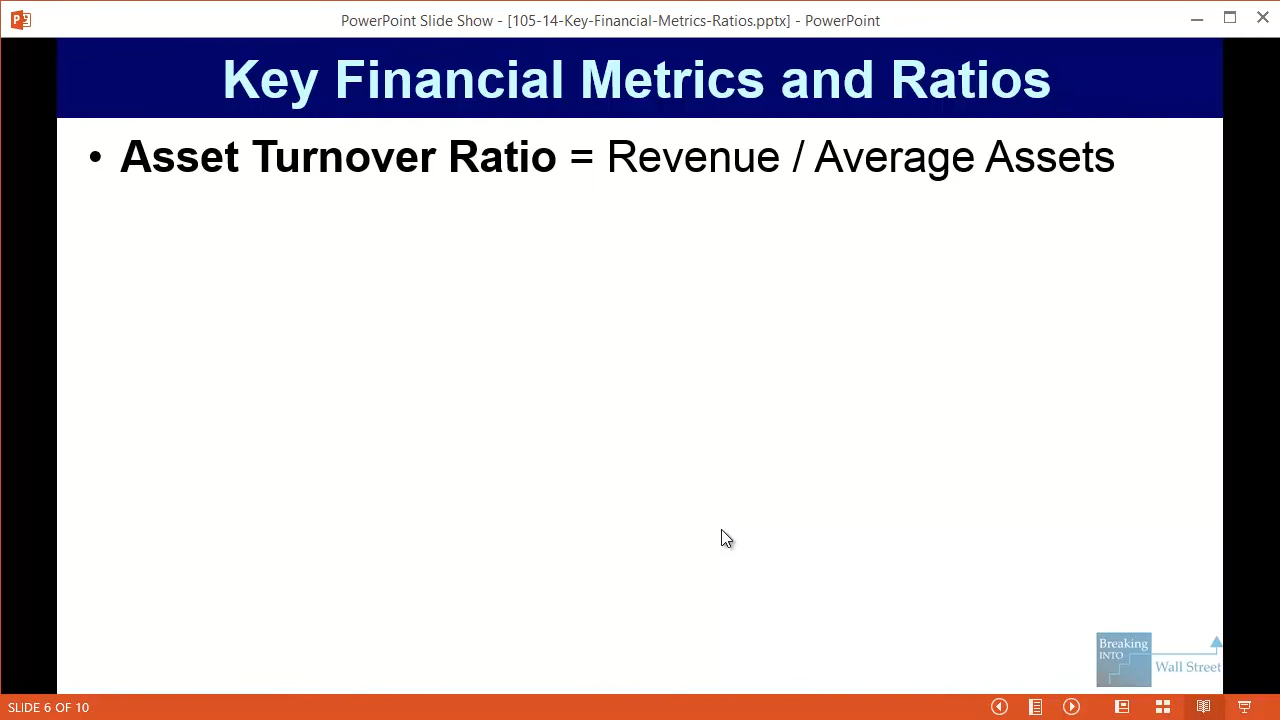 PowerPoint Slide Show - [105-14-Key-Financial-Metrics-Ratios.pptx] - PowerPoint
Key Financial Metrics and Ratios
• Asset Turnover Ratio = Revenue / Average Assets
Breaking
INTO
Wall Street
SLIDE 6 OF 10